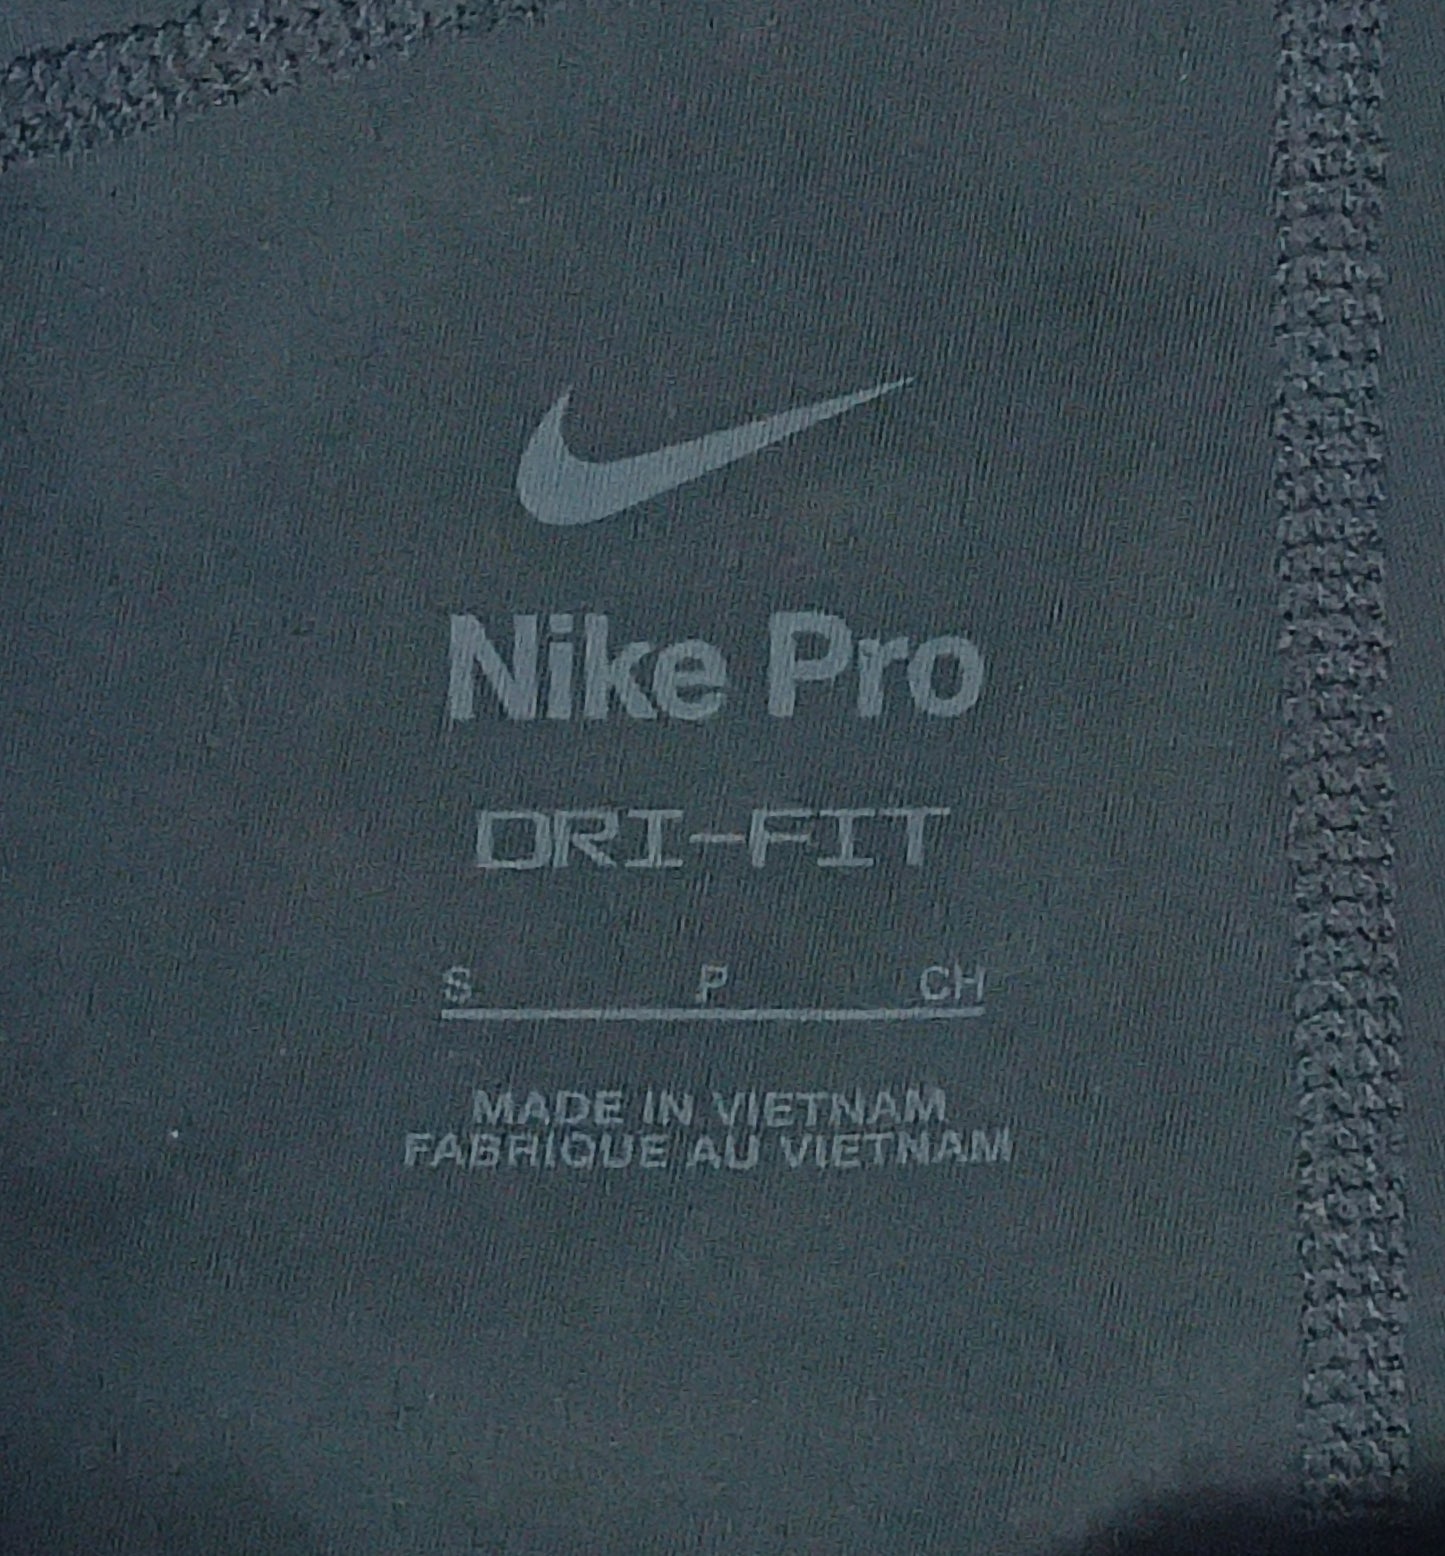 Nike Pro
DRI-FIT
S P CH
MADE IN VIETNAM
FABRIQUE AU VIETNAM